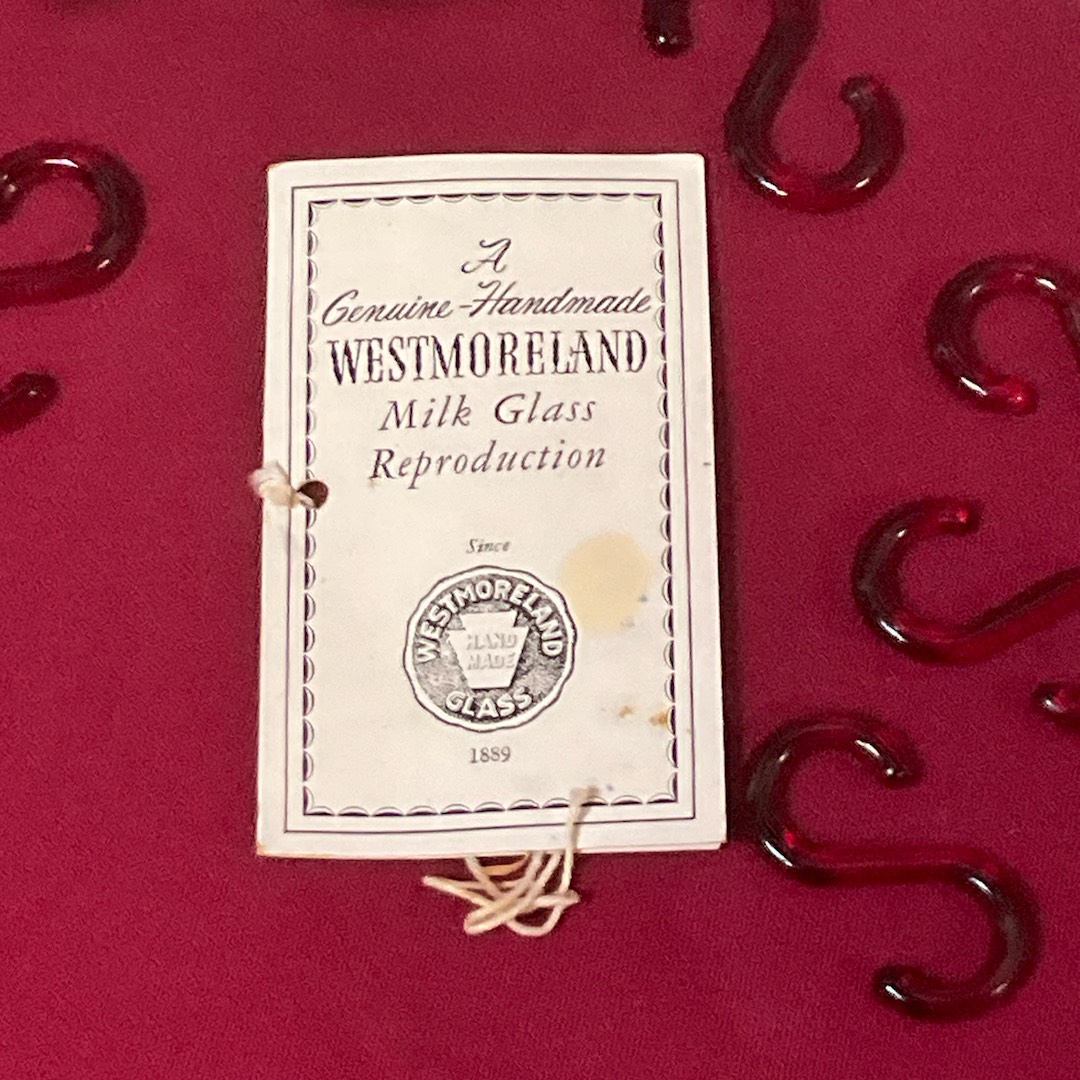 A
Genuine-Handmade
WESTMORELAND
Milk Glass
Reproduction
Since
WESTMORELAND
HAND
MADE
GLASS
1889